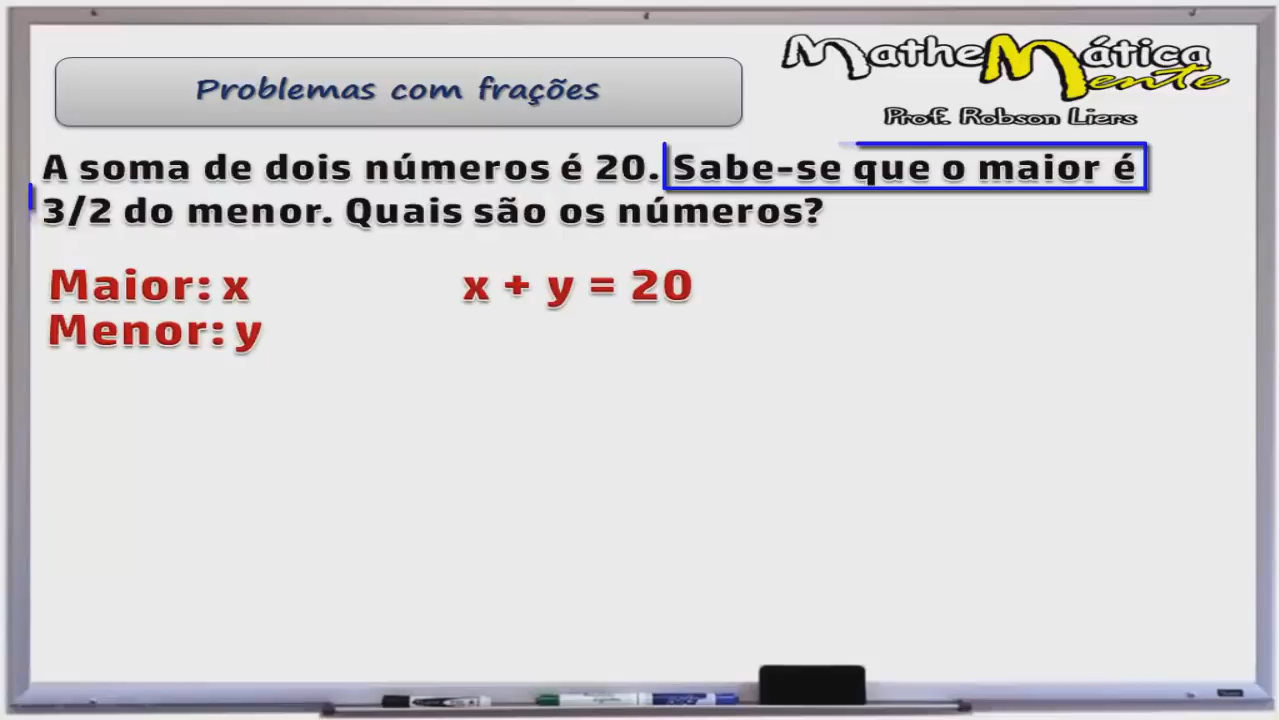 Problemas com frações
MatheMática
mente
Prof. Robson Liers
A soma de dois números é 20. Sabe-se que o maior é
3/2 do menor. Quais são os números?
Maior: x
x + y = 20
Menor: y